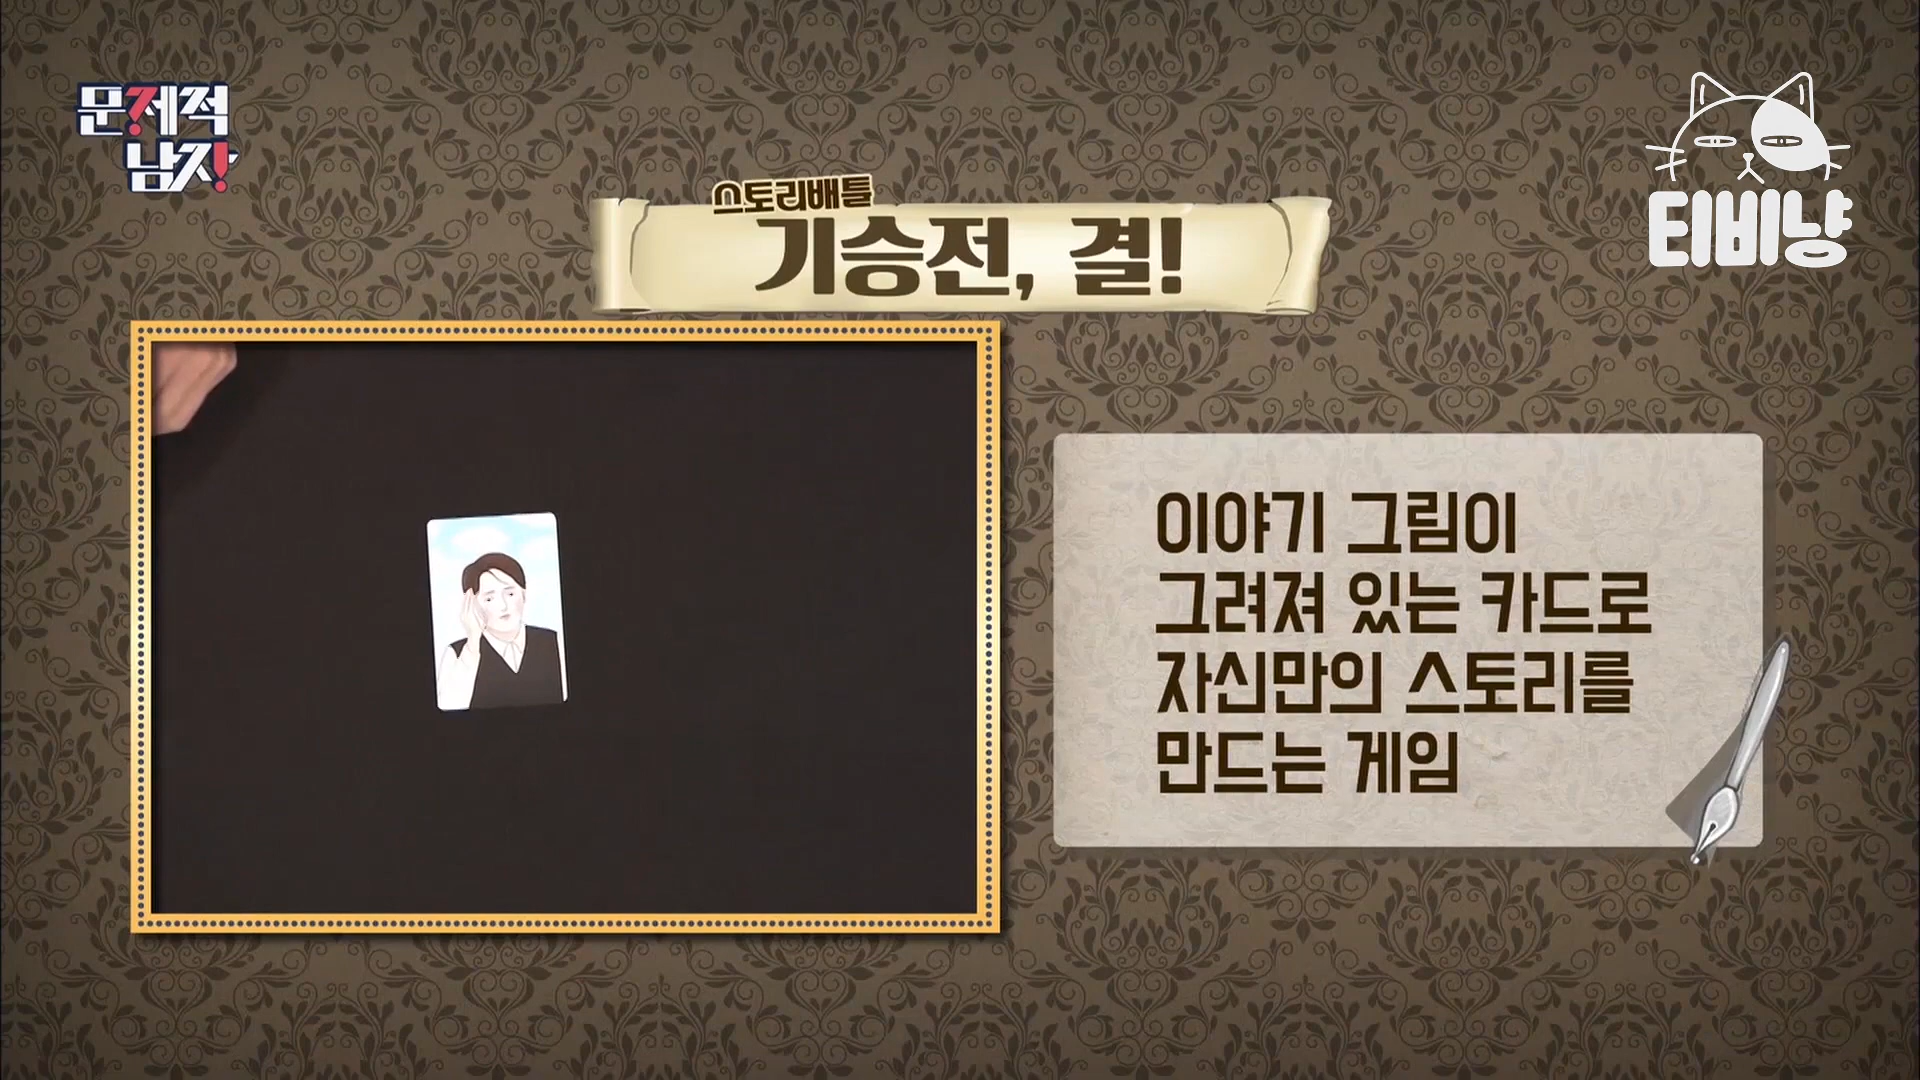 문제적
남자
티비냥
스토리배틀
기승전, 결!
이야기 그림이
그려져 있는 카드로
자신만의 스토리를
만드는 게임